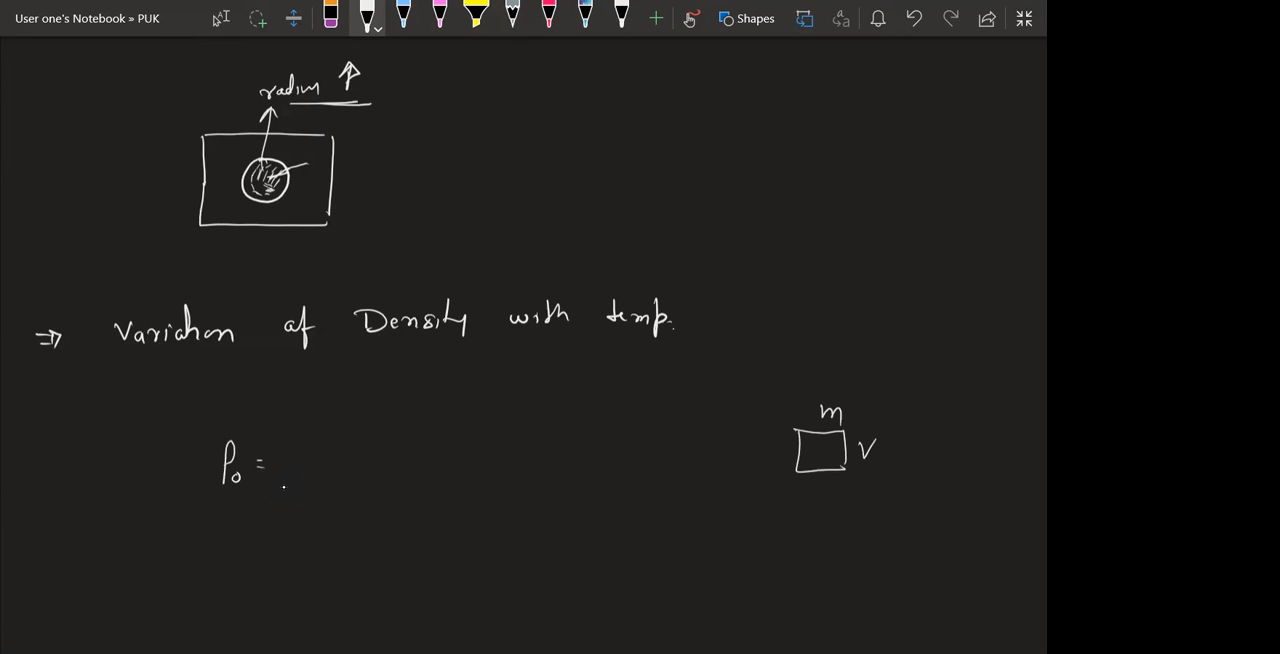 User one's Notebook » PUK
Shapes
radius ↑
⇒ Variation of Density with temp.
m
V
ρ₀ =